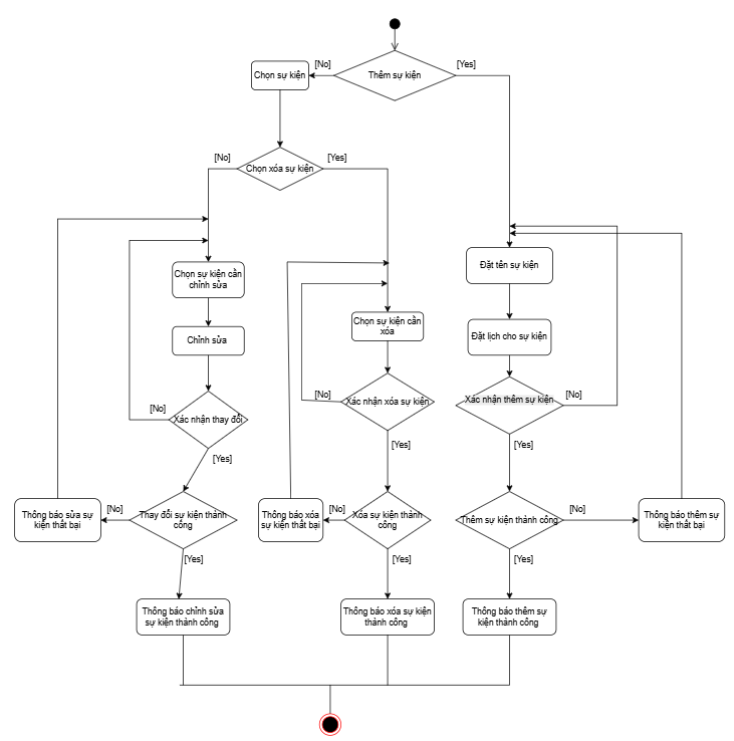 [No]
Thêm sự kiện
[Yes]
Chọn sự kiện
[No]
Chọn xóa sự kiện
[Yes]
Chọn sự kiện cần
chỉnh sửa
Chỉnh sửa
[No]
Xác nhận thay đổi
[Yes]
Thông báo sửa sự
kiện thất bại
[No]
Thay đổi sự kiện thành
công
[Yes]
Thông báo chỉnh sửa
sự kiện thành công
Chọn sự kiện cần
xóa
[No]
Xác nhận xóa sự kiện
[Yes]
Thông báo xóa
sự kiện thất bại
[No]
Xóa sự kiện thành
công
[Yes]
Thông báo xóa sự kiện
thành công
Đặt tên sự kiện
Đặt lịch cho sự kiện
Xác nhận thêm sự kiện
[No]
[Yes]
Thêm sự kiện thành công
[No]
Thông báo thêm sự
kiện thất bại
[Yes]
Thông báo thêm sự
kiện thành công